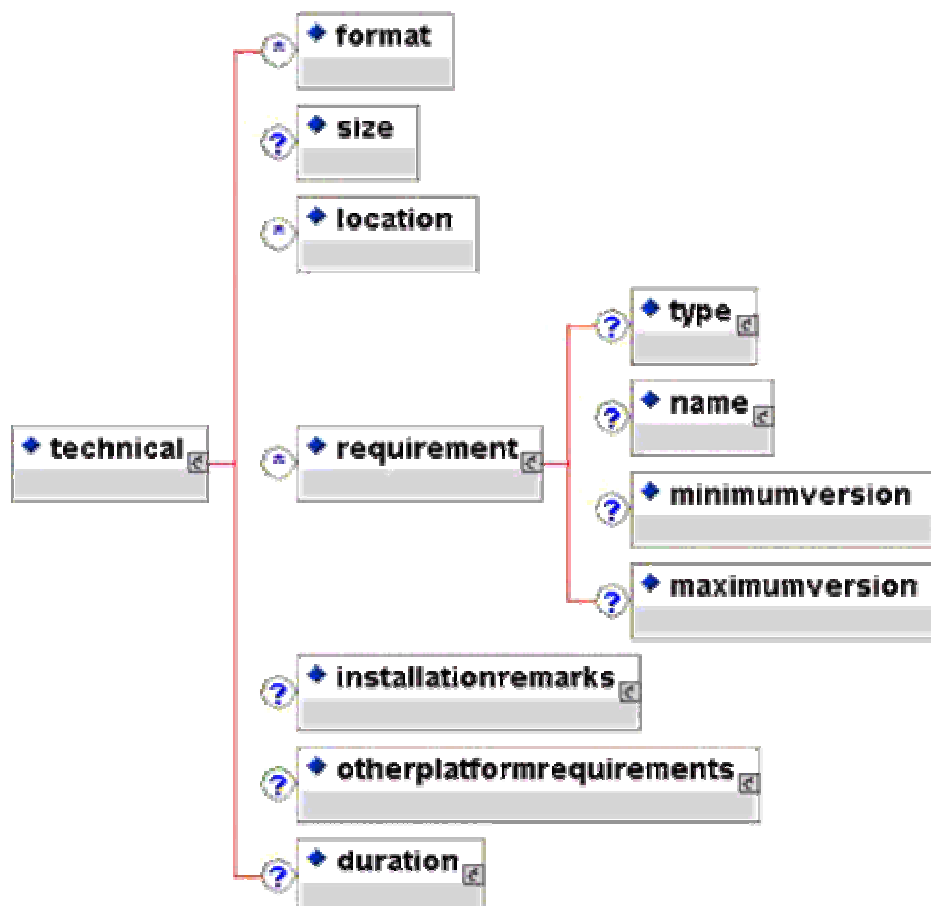 format
*
size
?
location
*
type
?
name
?
technical
requirement
*
minimumversion
?
maximumversion
?
installationremarks
?
otherplatformrequirements
?
duration
?